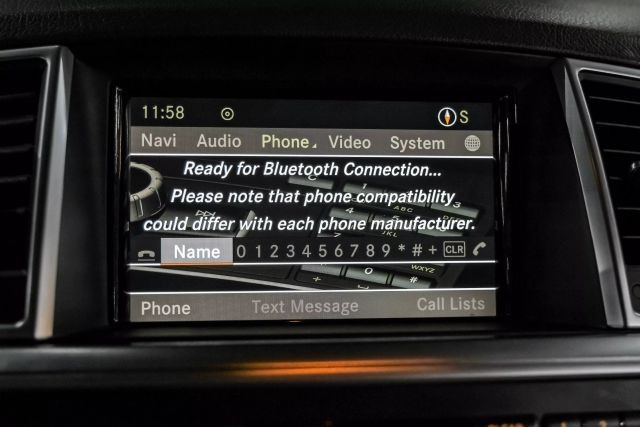 11:58 S
Navi Audio Phone Video System
Ready for Bluetooth Connection...
Please note that phone compatibility
could differ with each phone manufacturer.
Name 0 1 2 3 4 5 6 7 8 9 * # + CLR
Phone Text Message Call Lists